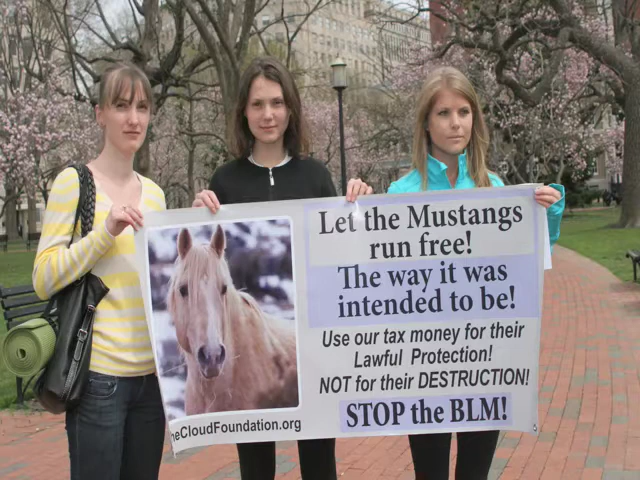 Let the Mustangs
run free!
The way it was
intended to be!
Use our tax money for their
Lawful Protection!
NOT for their DESTRUCTION!
STOP the BLM!
heCloudFoundation.org